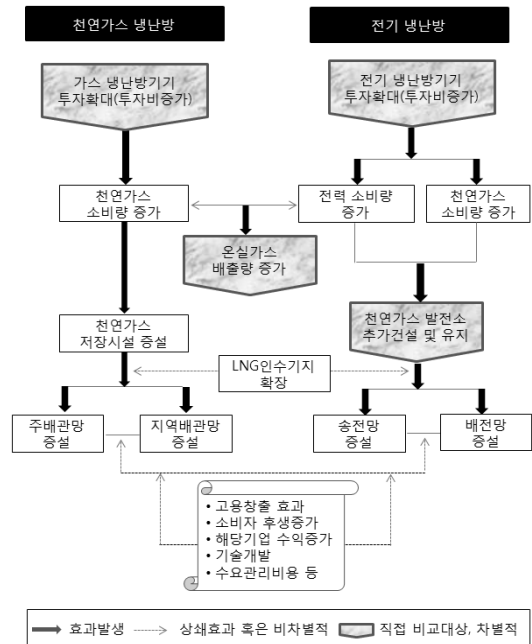 천연가스 냉난방
전기 냉난방
가스 냉난방기기
투자확대(투자비증가)
전기 냉난방기기
투자확대(투자비증가)
천연가스
소비량 증가
전력 소비량
증가
천연가스
소비량 증가
온실가스
배출량 증가
천연가스
저장시설 증설
천연가스 발전소
추가건설 및 유지
LNG인수기지
확장
주배관망
증설
지역배관망
증설
송전망
증설
배전망
증설
• 고용창출 효과
• 소비자 후생증가
• 해당기업 수익증가
• 기술개발
• 수요관리비용 등
효과발생
상쇄효과 혹은 비차별적
직접 비교대상, 차별적